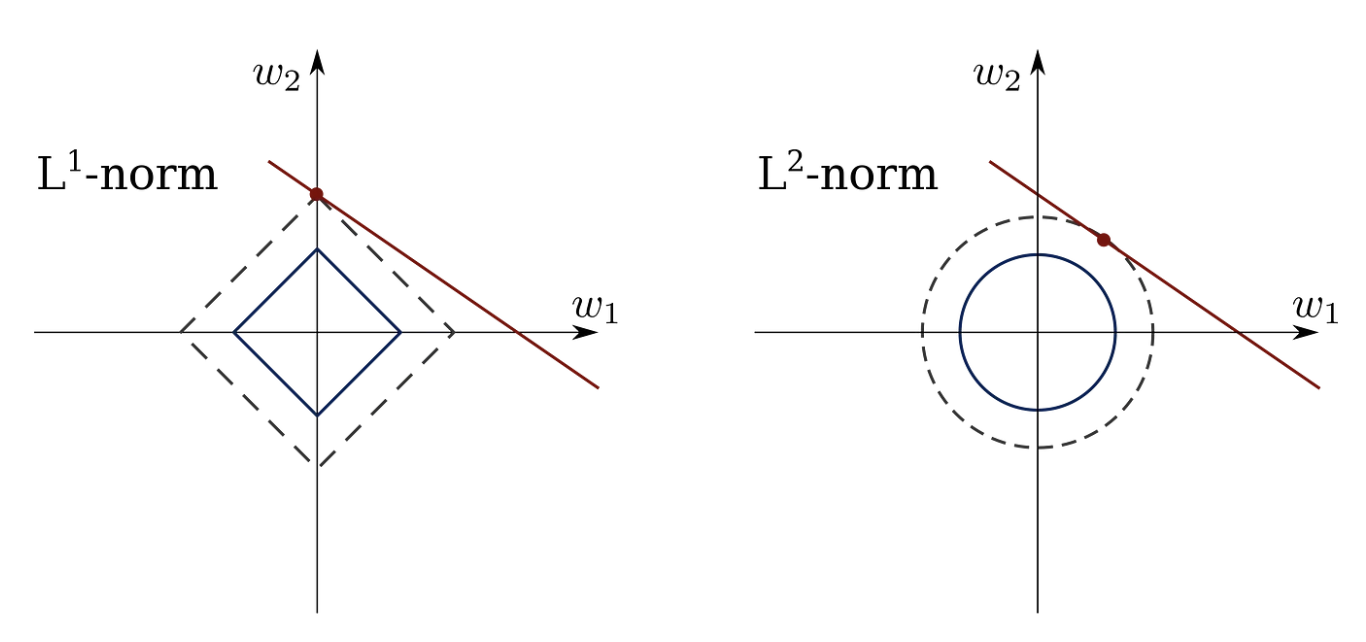 w₂
L¹-norm
w₁
w₂
L²-norm
w₁